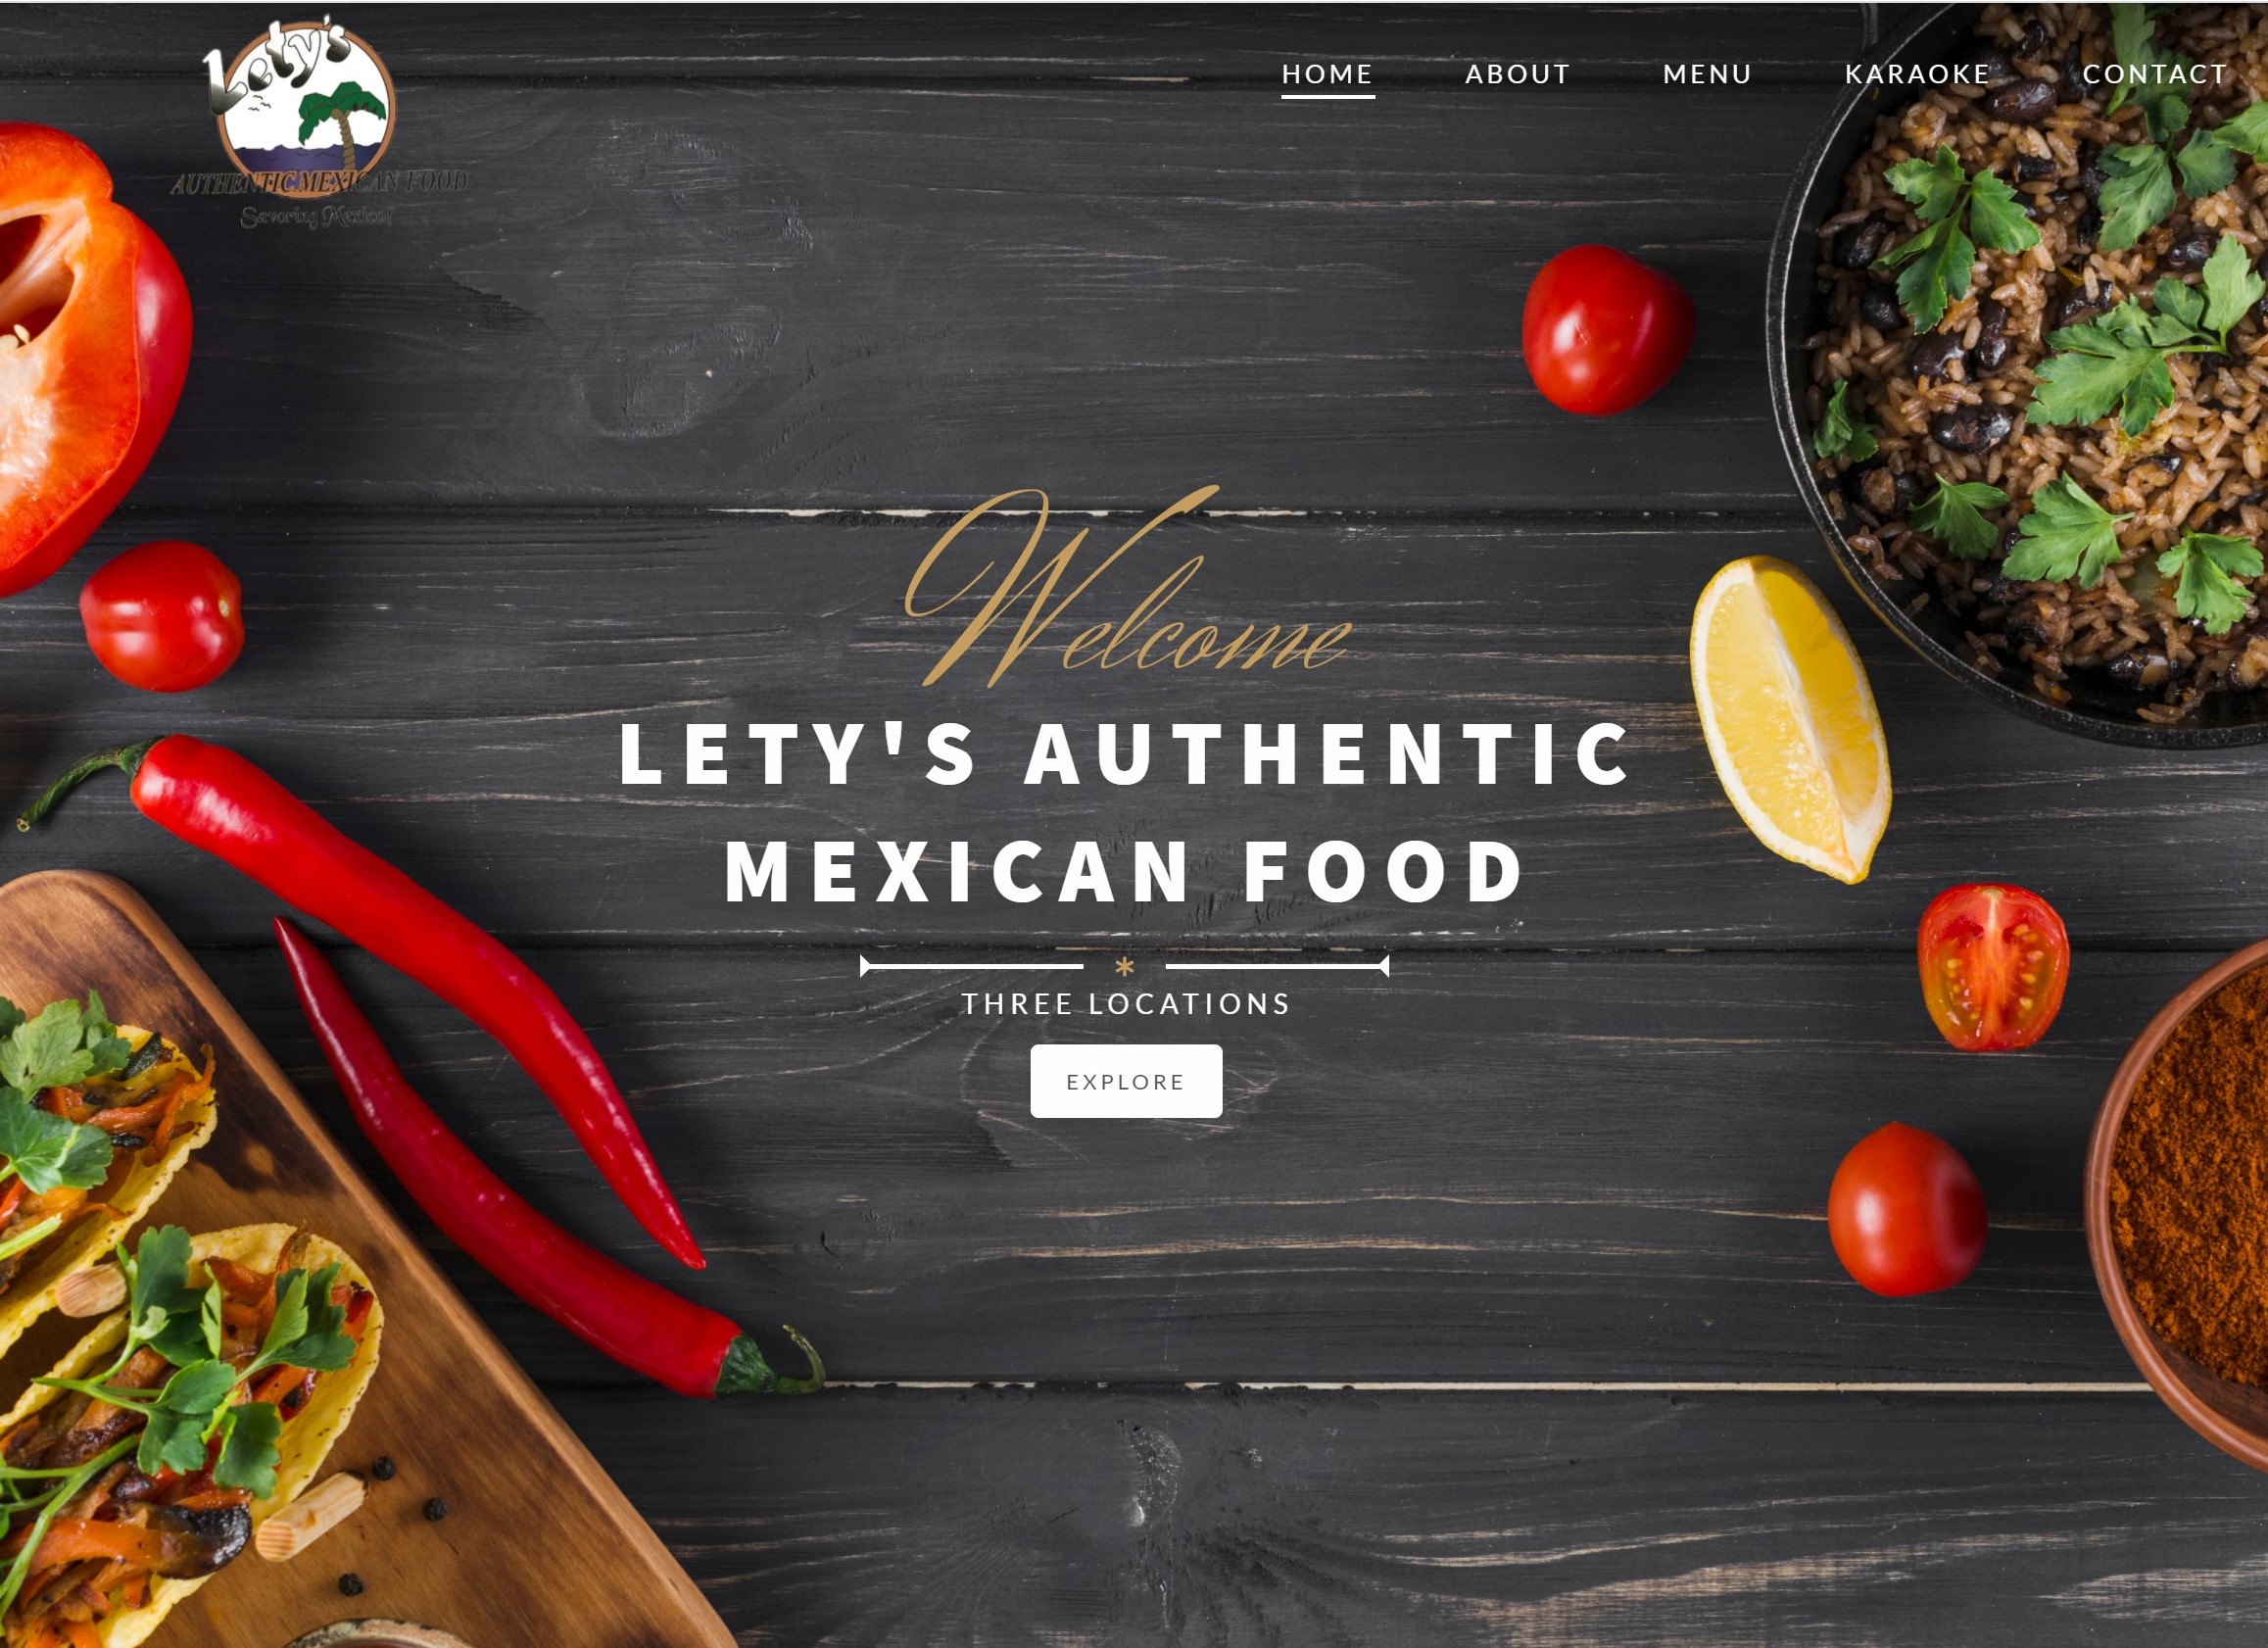 Lety's
AUTHENTIC MEXICAN FOOD
Savoring Mexico!
HOME
ABOUT
MENU
KARAOKE
CONTACT
Welcome
LETY'S AUTHENTIC
MEXICAN FOOD
THREE LOCATIONS
EXPLORE